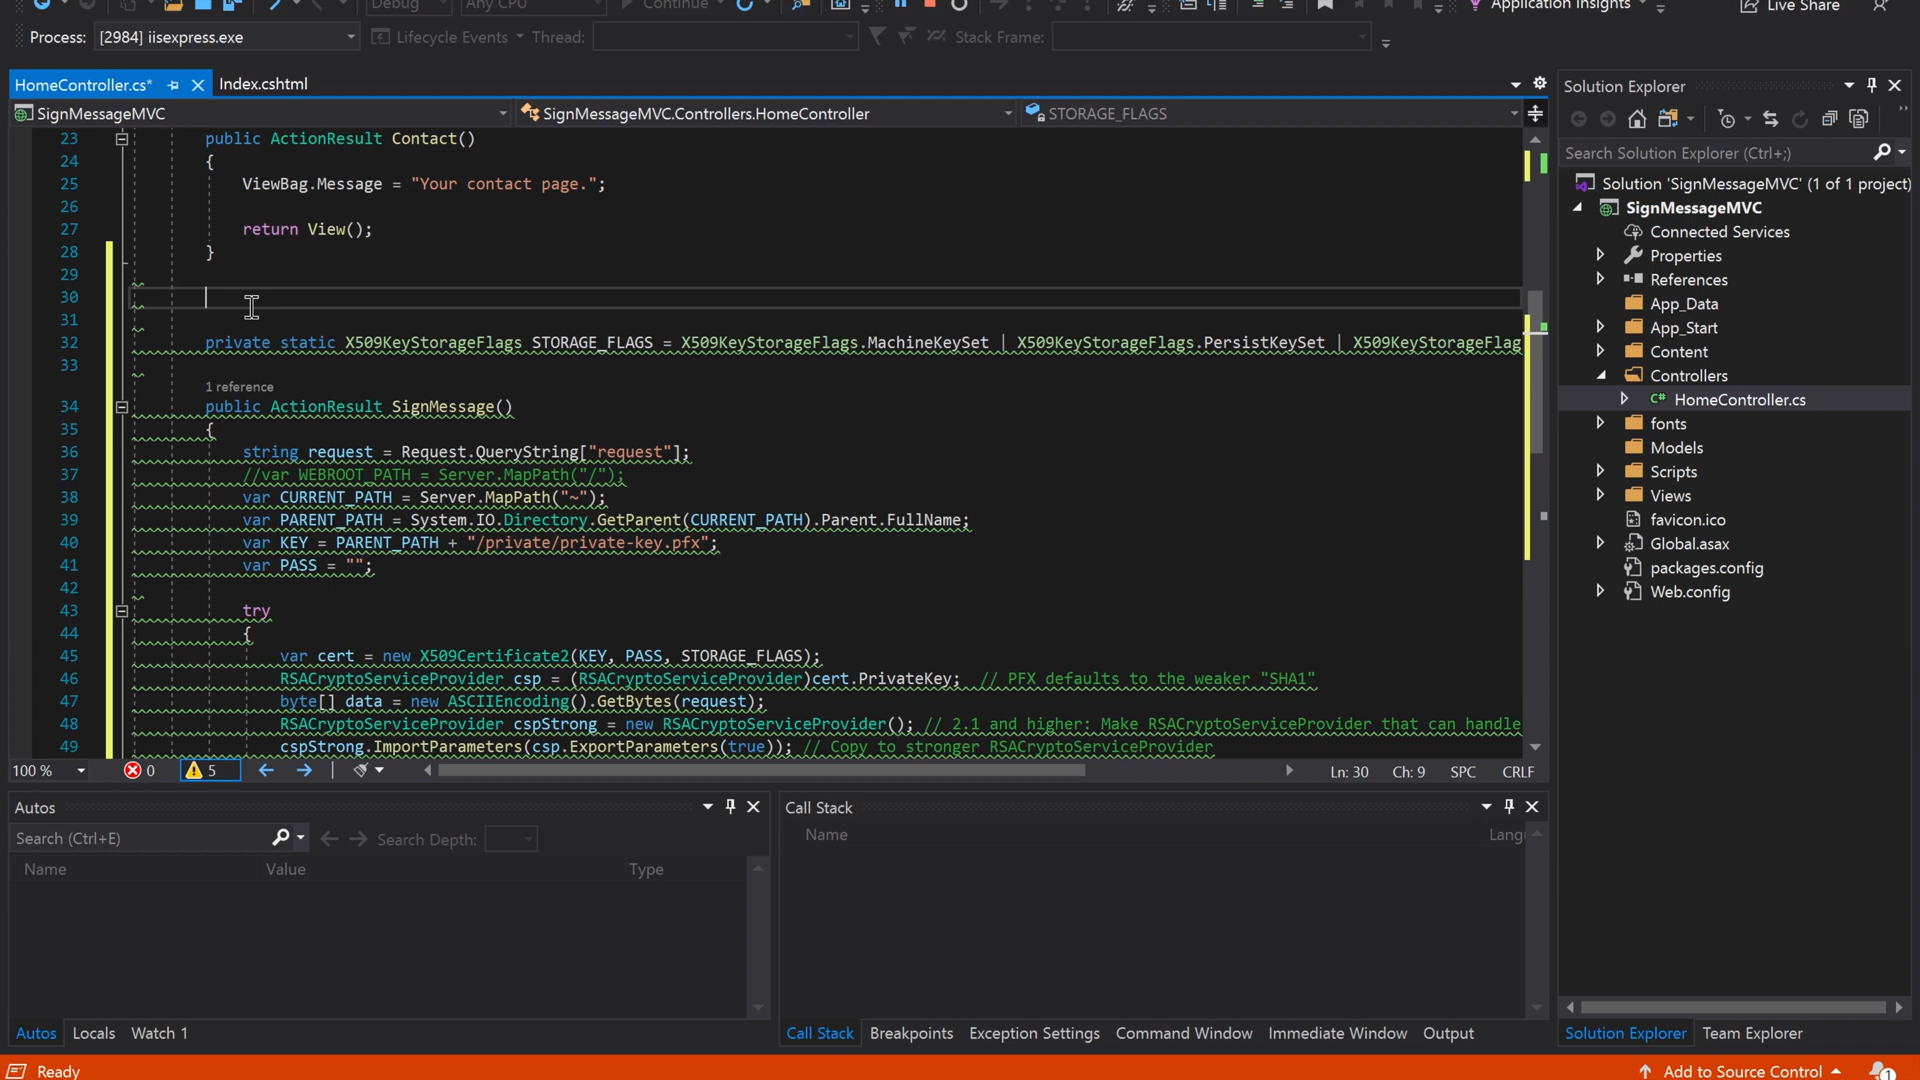 Debug Any CPU Continue Application Insights Live Share
Process: [2984] iisexpress.exe Lifecycle Events Thread: Stack Frame:
HomeController.cs* Index.cshtml
SignMessageMVC SignMessageMVC.Controllers.HomeController STORAGE_FLAGS
23 public ActionResult Contact()
24 {
25 ViewBag.Message = "Your contact page.";
26
27 return View();
28 }
29
30
31
32 private static X509KeyStorageFlags STORAGE_FLAGS = X509KeyStorageFlags.MachineKeySet | X509KeyStorageFlags.PersistKeySet | X509KeyStorageFlag
33
1 reference
34 public ActionResult SignMessage()
35 {
36 string request = Request.QueryString["request"];
37 //var WEBROOT_PATH = Server.MapPath("/");
38 var CURRENT_PATH = Server.MapPath("~");
39 var PARENT_PATH = System.IO.Directory.GetParent(CURRENT_PATH).Parent.FullName;
40 var KEY = PARENT_PATH + "/private/private-key.pfx";
41 var PASS = "";
42
43 try
44 {
45 var cert = new X509Certificate2(KEY, PASS, STORAGE_FLAGS);
46 RSACryptoServiceProvider csp = (RSACryptoServiceProvider)cert.PrivateKey; // PFX defaults to the weaker "SHA1"
47 byte[] data = new ASCIIEncoding().GetBytes(request);
48 RSACryptoServiceProvider cspStrong = new RSACryptoServiceProvider(); // 2.1 and higher: Make RSACryptoServiceProvider that can handle
49 cspStrong.ImportParameters(csp.ExportParameters(true)); // Copy to stronger RSACryptoServiceProvider
100 % 0 5 Ln: 30 Ch: 9 SPC CRLF
Autos
Search (Ctrl+E) Search Depth:
Name Value Type
Autos Locals Watch 1
Call Stack
Name Lang
Call Stack Breakpoints Exception Settings Command Window Immediate Window Output
Solution Explorer
Search Solution Explorer (Ctrl+;)
Solution 'SignMessageMVC' (1 of 1 project)
SignMessageMVC
Connected Services
Properties
References
App_Data
App_Start
Content
Controllers
C# HomeController.cs
fonts
Models
Scripts
Views
favicon.ico
Global.asax
packages.config
Web.config
Solution Explorer Team Explorer
Ready Add to Source Control 1